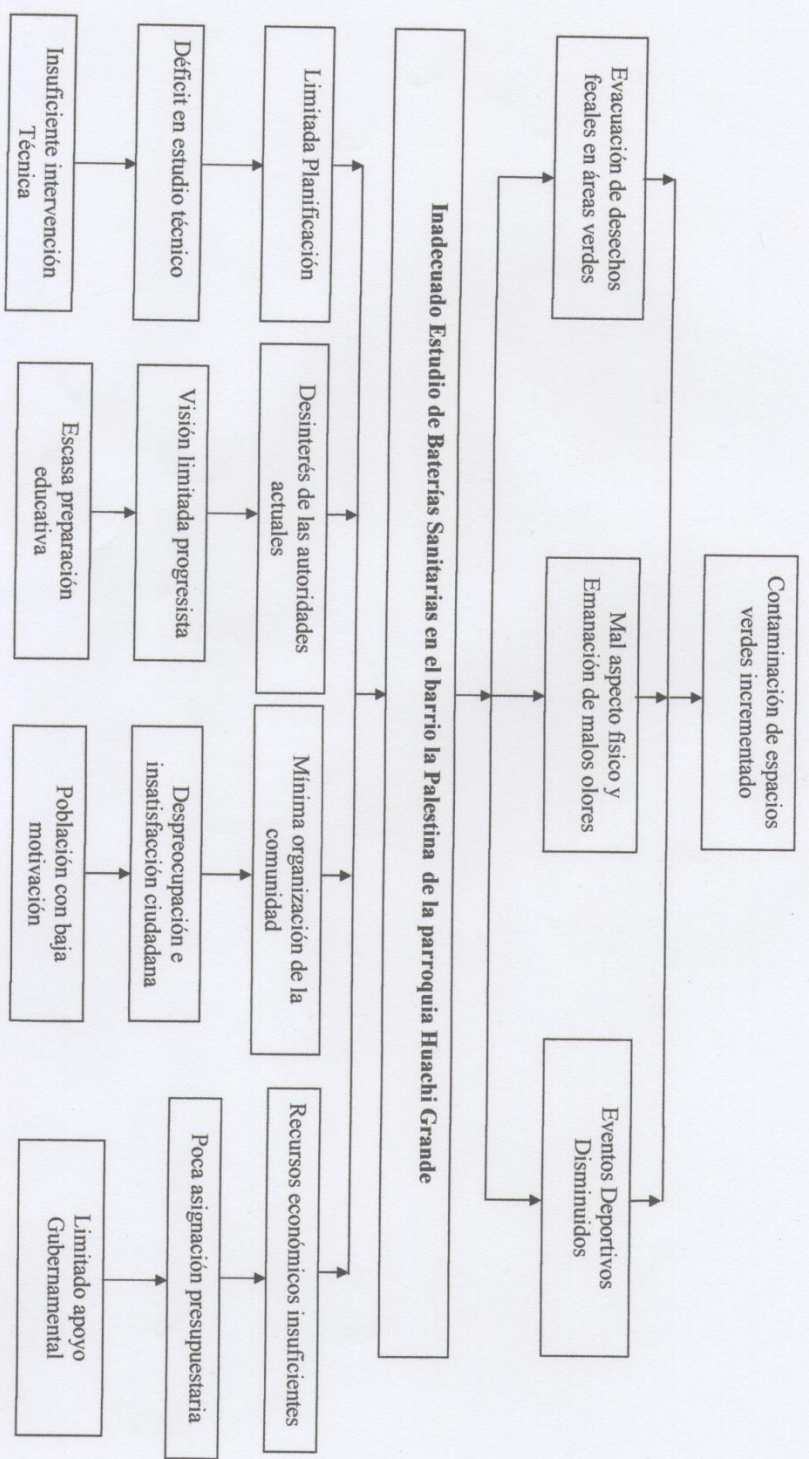 Contaminación de espacios
verdes incrementado
Evacuación de desechos
fecales en áreas verdes
Mal aspecto físico y
Emanación de malos olores
Eventos Deportivos
Disminuidos
Inadecuado Estudio de Baterías Sanitarias en el barrio la Palestina de la parroquia Huachi Grande
Limitada Planificación
Desinterés de las autoridades
actuales
Mínima organización de la
comunidad
Recursos económicos insuficientes
Déficit en estudio técnico
Visión limitada progresista
Despreocupación e
insatisfacción ciudadana
Poca asignación presupuestaria
Insuficiente intervención
Técnica
Escasa preparación
educativa
Población con baja
motivación
Limitado apoyo
Gubernamental